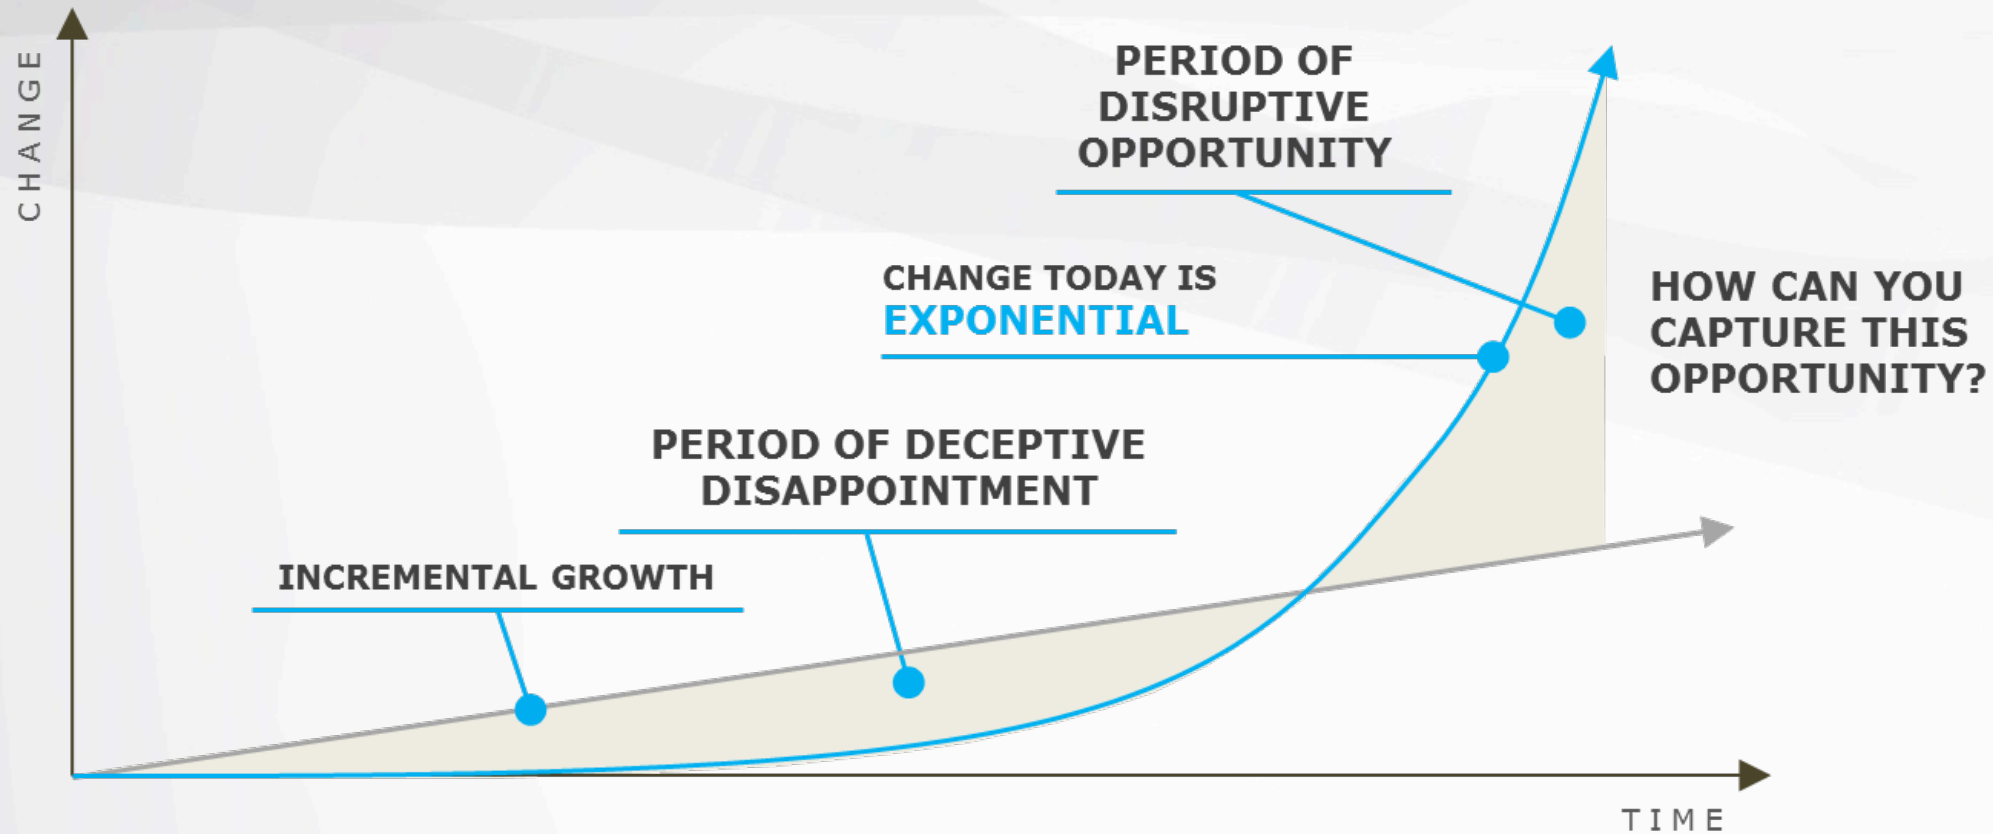 CHANGE
PERIOD OF
DISRUPTIVE
OPPORTUNITY
CHANGE TODAY IS
EXPONENTIAL
HOW CAN YOU
CAPTURE THIS
OPPORTUNITY?
PERIOD OF DECEPTIVE
DISAPPOINTMENT
INCREMENTAL GROWTH
TIME